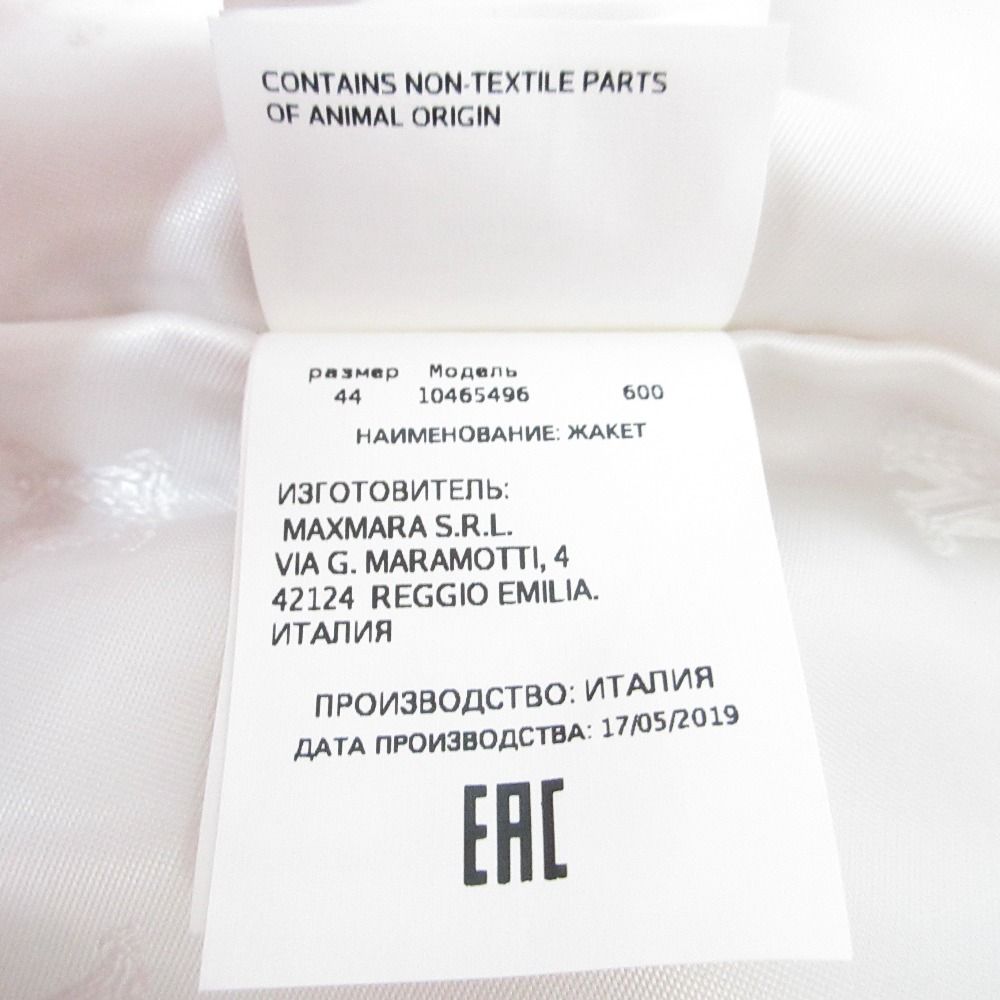 CONTAINS NON-TEXTILE PARTS
OF ANIMAL ORIGIN
размер Модель
44 10465496 600
НАИМЕНОВАНИЕ: ЖАКЕТ
ИЗГОТОВИТЕЛЬ:
MAXMARA S.R.L.
VIA G. MARAMOTTI, 4
42124 REGGIO EMILIA.
ИТАЛИЯ
ПРОИЗВОДСТВО: ИТАЛИЯ
ДАТА ПРОИЗВОДСТВА: 17/05/2019
EAC